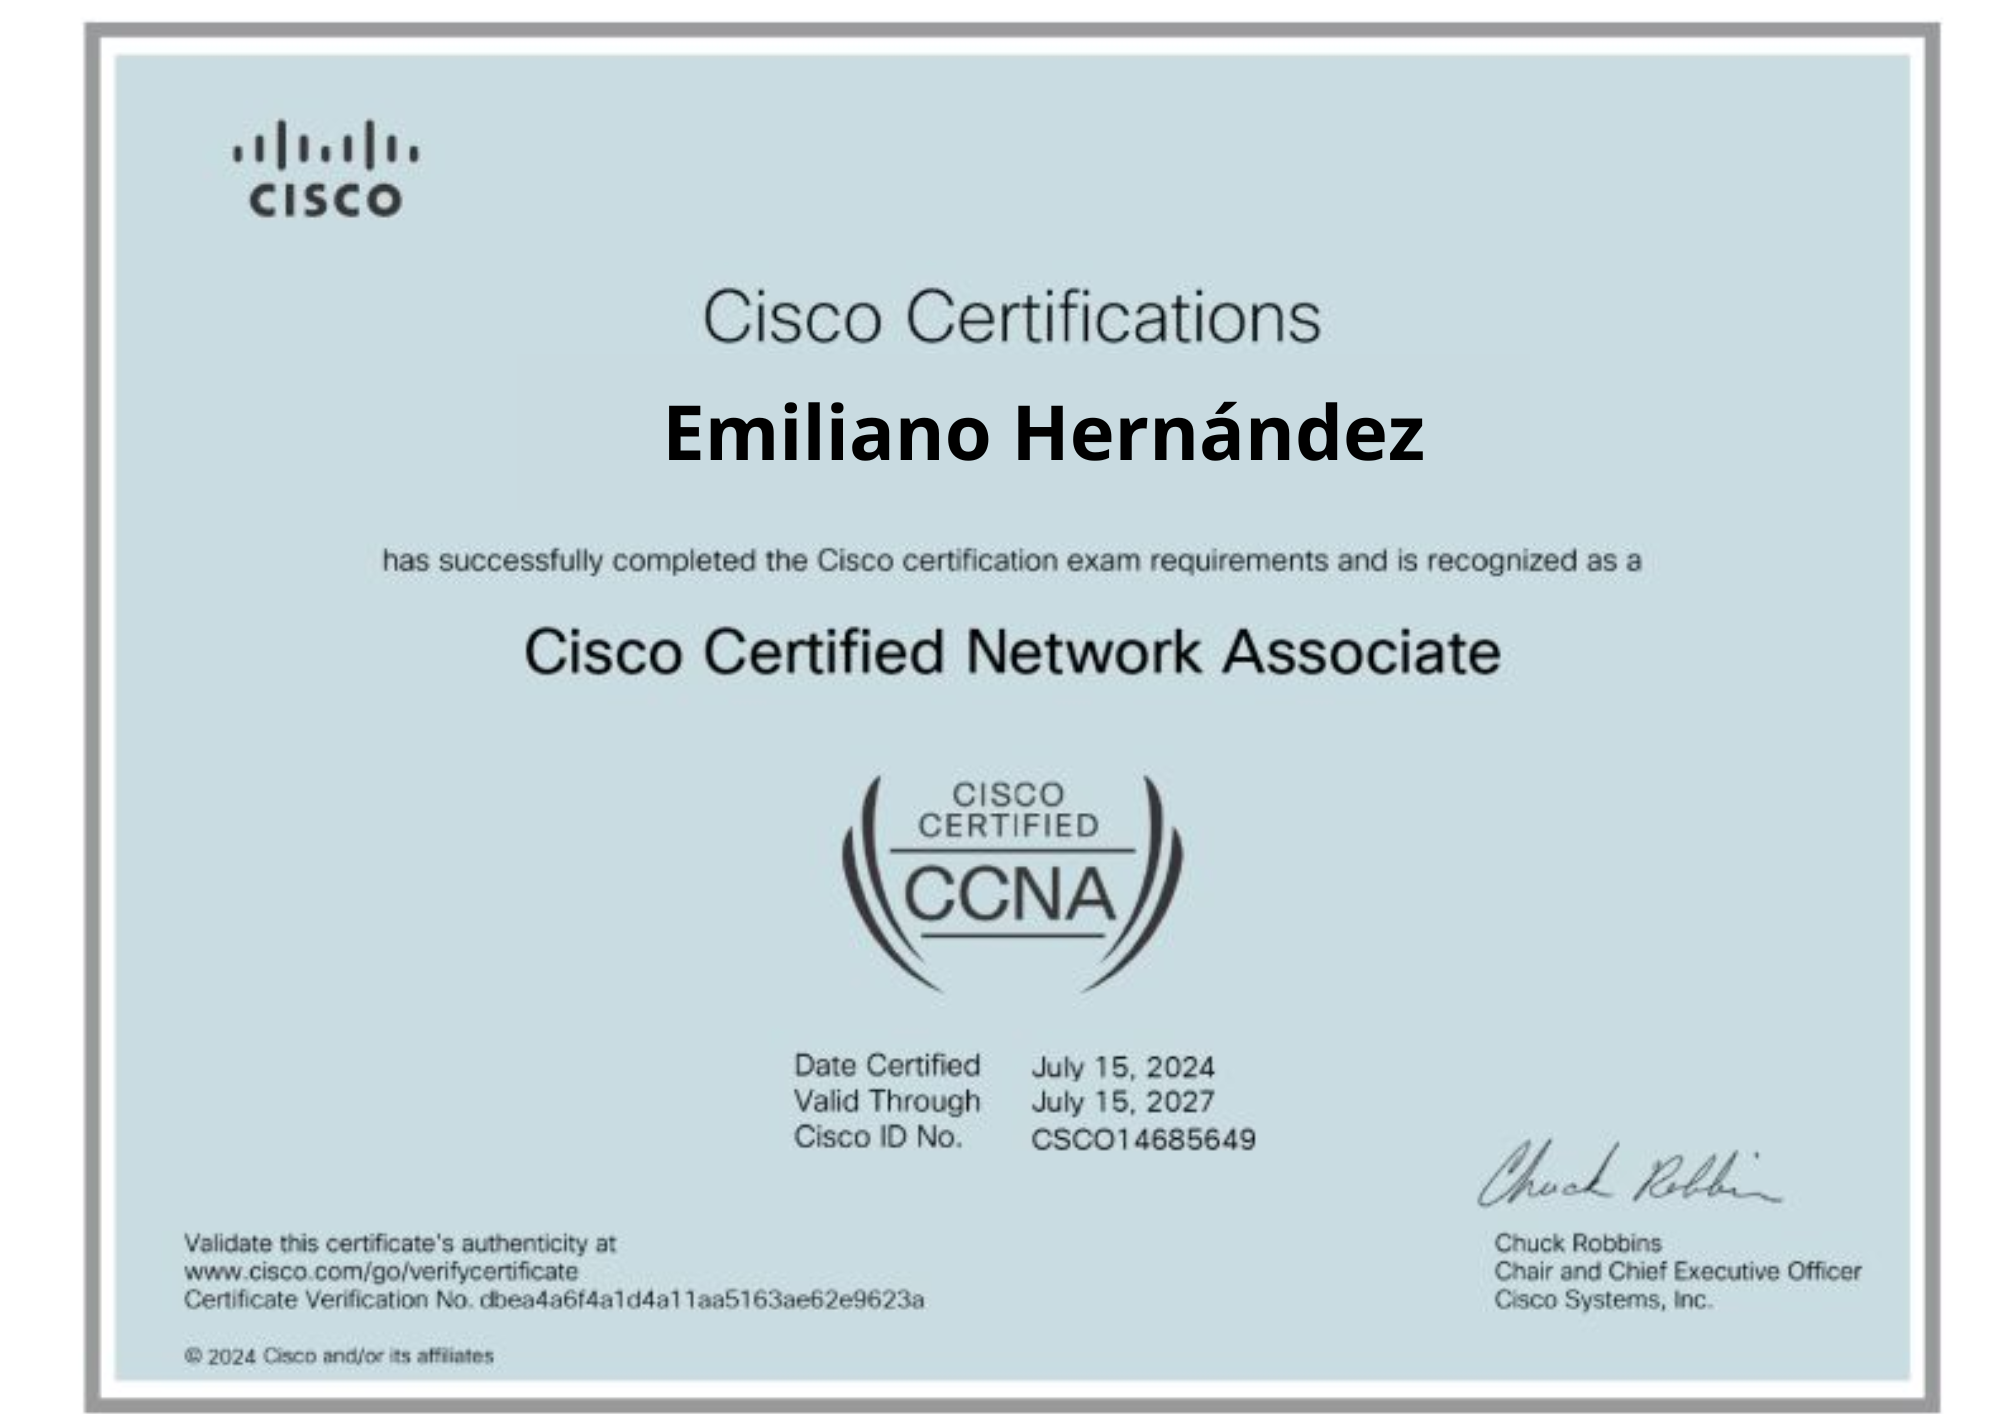 CISCO
Cisco Certifications
Emiliano Hernández
has successfully completed the Cisco certification exam requirements and is recognized as a
Cisco Certified Network Associate
CISCO
CERTIFIED
CCNA
Date Certified July 15, 2024
Valid Through July 15, 2027
Cisco ID No. CSCO14685649
Chuck Robbins
Validate this certificate's authenticity at
www.cisco.com/go/verifycertificate
Certificate Verification No. dbea4a6f4a1d4a11aa5163ae62e9623a
Chuck Robbins
Chair and Chief Executive Officer
Cisco Systems, Inc.
© 2024 Cisco and/or its affiliates